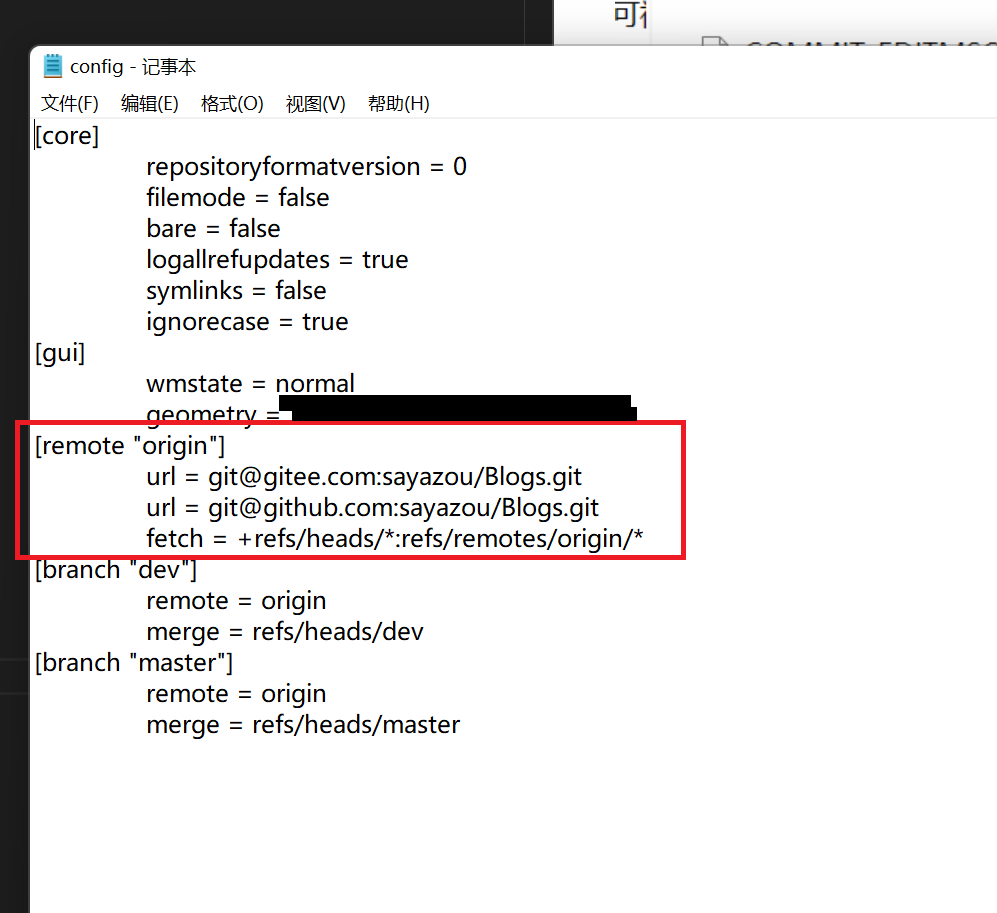 config - 记事本
文件(F) 编辑(E) 格式(O) 视图(V) 帮助(H)
[core]
repositoryformatversion = 0
filemode = false
bare = false
logallrefupdates = true
symlinks = false
ignorecase = true
[gui]
wmstate = normal
geometry =
[remote "origin"]
url = git@gitee.com:sayazou/Blogs.git
url = git@github.com:sayazou/Blogs.git
fetch = +refs/heads/*:refs/remotes/origin/*
[branch "dev"]
remote = origin
merge = refs/heads/dev
[branch "master"]
remote = origin
merge = refs/heads/master